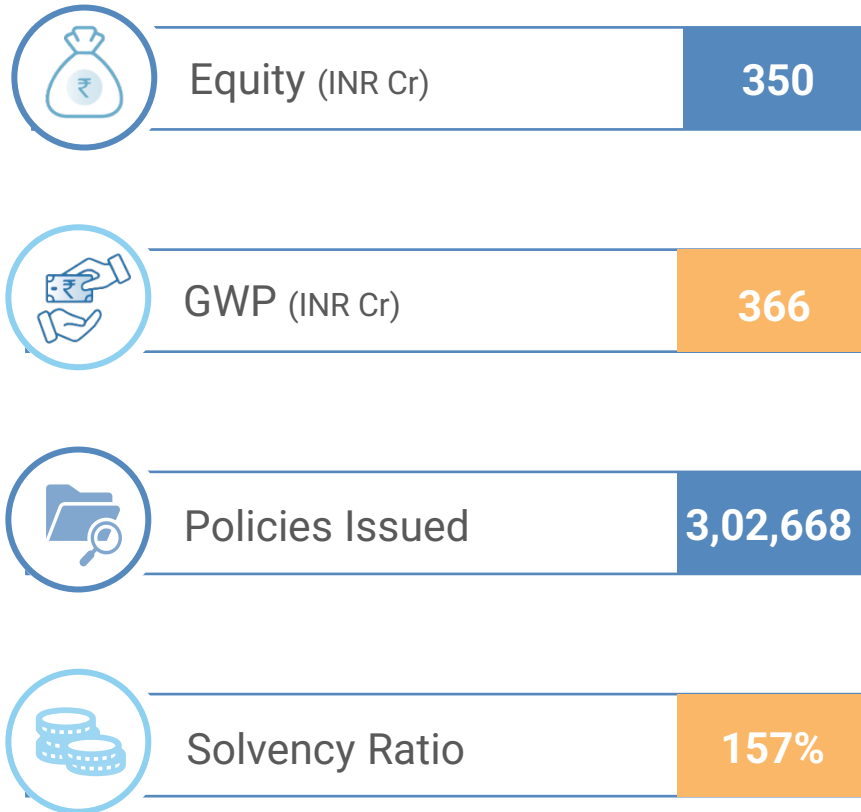 ₹
Equity (INR Cr) 350
₹
GWP (INR Cr) 366
Policies Issued 3,02,668
Solvency Ratio 157%